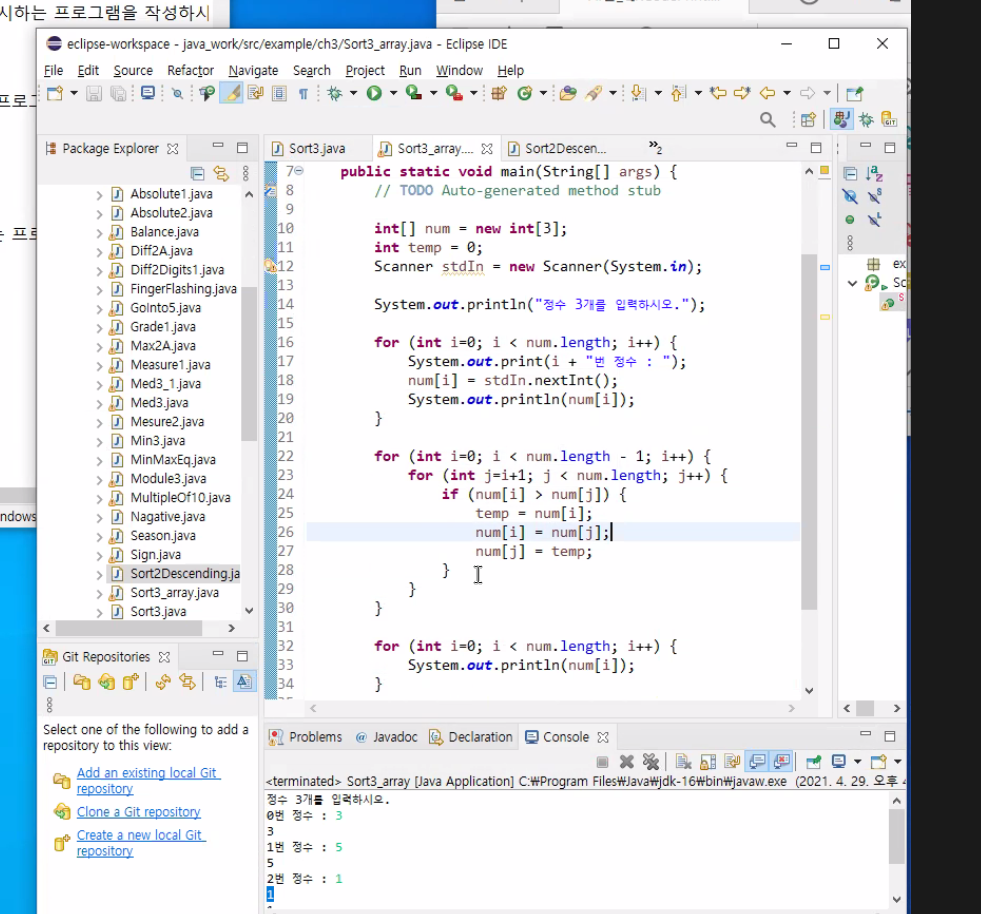 시하는 프로그램을 작성하시
eclipse-workspace - java_work/src/example/ch3/Sort3_array.java - Eclipse IDE
File Edit Source Refactor Navigate Search Project Run Window Help
프로그
는 프로
ndows
Package Explorer
Absolute1.java
Absolute2.java
Balance.java
Diff2A.java
Diff2Digits1.java
FingerFlashing.java
GoInto5.java
Grade1.java
Max2A.java
Measure1.java
Med3_1.java
Med3.java
Mesure2.java
Min3.java
MinMaxEq.java
Module3.java
MultipleOf10.java
Nagative.java
Season.java
Sign.java
Sort2Descending.ja
Sort3_array.java
Sort3.java
Git Repositories
Select one of the following to add a
repository to this view:
Add an existing local Git
repository
Clone a Git repository
Create a new local Git
repository
Sort3.java Sort3_array.... Sort2Descen... »2
7 public static void main(String[] args) {
8 // TODO Auto-generated method stub
9
10 int[] num = new int[3];
11 int temp = 0;
12 Scanner stdIn = new Scanner(System.in);
13
14 System.out.println("정수 3개를 입력하시오.");
15
16 for (int i=0; i < num.length; i++) {
17 System.out.print(i + "번 정수 : ");
18 num[i] = stdIn.nextInt();
19 System.out.println(num[i]);
20 }
21
22 for (int i=0; i < num.length - 1; i++) {
23 for (int j=i+1; j < num.length; j++) {
24 if (num[i] > num[j]) {
25 temp = num[i];
26 num[i] = num[j];
27 num[j] = temp;
28 }
29 }
30 }
31
32 for (int i=0; i < num.length; i++) {
33 System.out.println(num[i]);
34 }
ex
Sc
S
Problems @ Javadoc Declaration Console
<terminated> Sort3_array [Java Application] C:₩Program Files₩Java₩jdk-16₩bin₩javaw.exe (2021. 4. 29. 오후
정수 3개를 입력하시오.
0번 정수 : 3
3
1번 정수 : 5
5
2번 정수 : 1
1